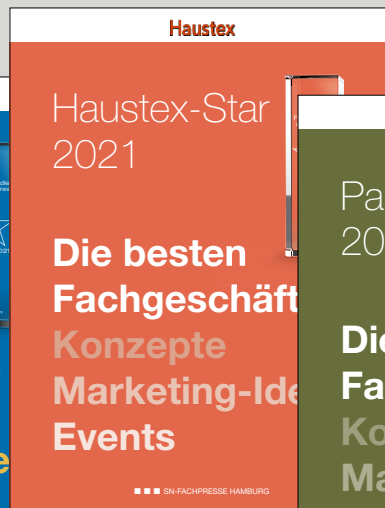 Haustex
Haustex-Star
2021
Die besten
Fachgeschäft
Konzepte
Marketing-Ide
Events
SN-FACHPRESSE HAMBURG
Pa
20
Die
Fa
Ko
Ma